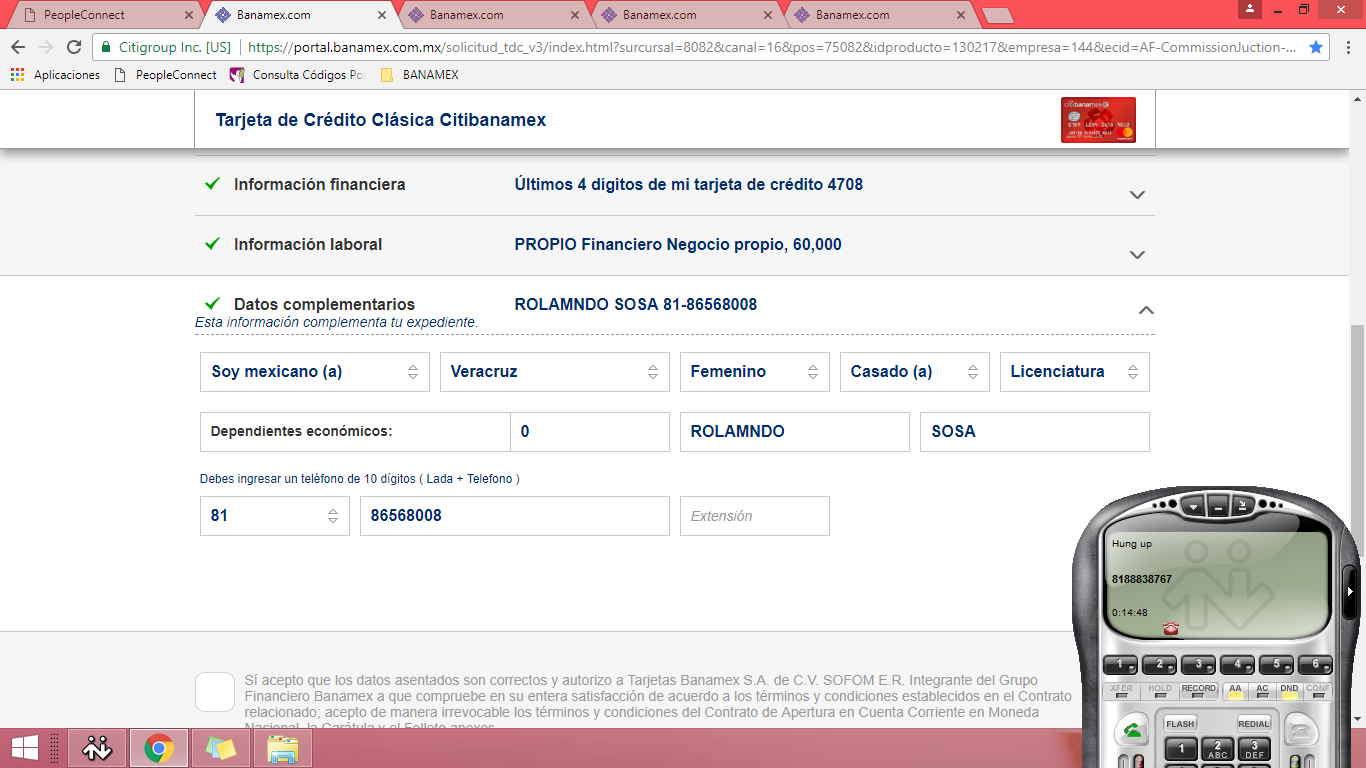 PeopleConnect
Banamex.com
Banamex.com
Banamex.com
Banamex.com
Citigroup Inc. [US]
https://portal.banamex.com.mx/solicitud_tdc_v3/index.html?sursursal=8082&canal=16&pos=75082&idproducto=130217&empresa=144&ecid=AF-CommissionJuction-...
Aplicaciones
PeopleConnect
Consulta Códigos Po
BANAMEX
Tarjeta de Crédito Clásica Citibanamex
citibanamex
Información financiera
Últimos 4 dígitos de mi tarjeta de crédito 4708
Información laboral
PROPIO Financiero Negocio propio, 60,000
Datos complementarios
ROLAMNDO SOSA 81-86568008
Esta información complementa tu expediente.
Soy mexicano (a)
Veracruz
Femenino
Casado (a)
Licenciatura
Dependientes económicos:
0
ROLAMNDO
SOSA
Debes ingresar un teléfono de 10 dígitos ( Lada + Telefono )
81
86568008
Extensión
Hung up
8188838767
0:14:48
1 2 3 4 5 6
XFER HOLD RECORD AA AC DND CONF
FLASH
REDIAL
1
2 ABC
3 DEF
Sí acepto que los datos asentados son correctos y autorizo a Tarjetas Banamex S.A. de C.V. SOFOM E.R. Integrante del Grupo
Financiero Banamex a que compruebe en su entera satisfacción de acuerdo a los términos y condiciones establecidos en el Contrato
relacionado; acepto de manera irrevocable los términos y condiciones del Contrato de Apertura en Cuenta Corriente en Moneda
Nacional, la Carátula y el Folleto anexos.